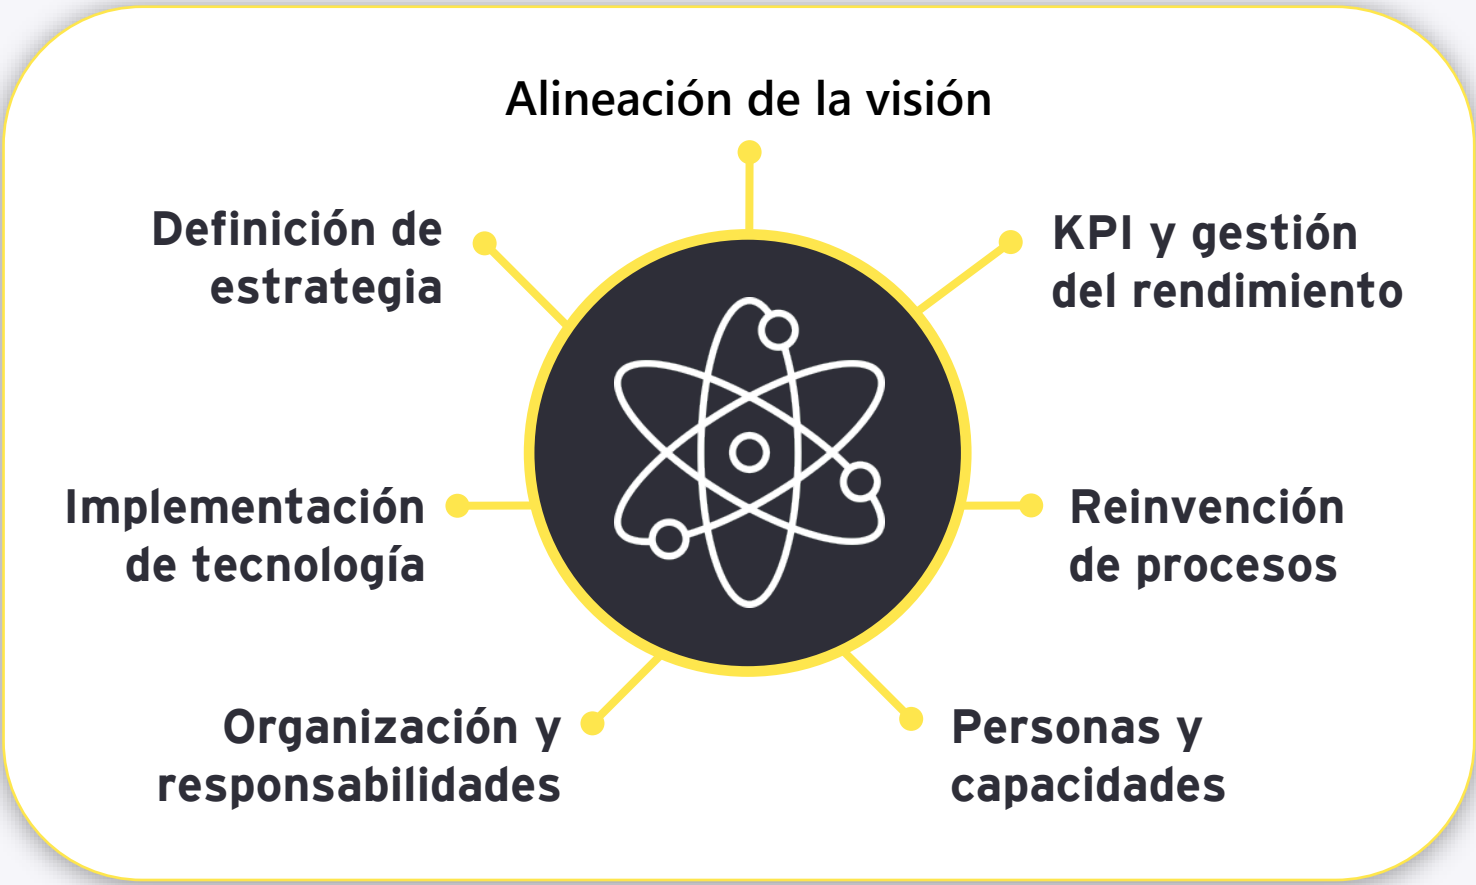 Alineación de la visión
Definición de
estrategia
KPI y gestión
del rendimiento
Implementación
de tecnología
Reinvención
de procesos
Organización y
responsabilidades
Personas y
capacidades